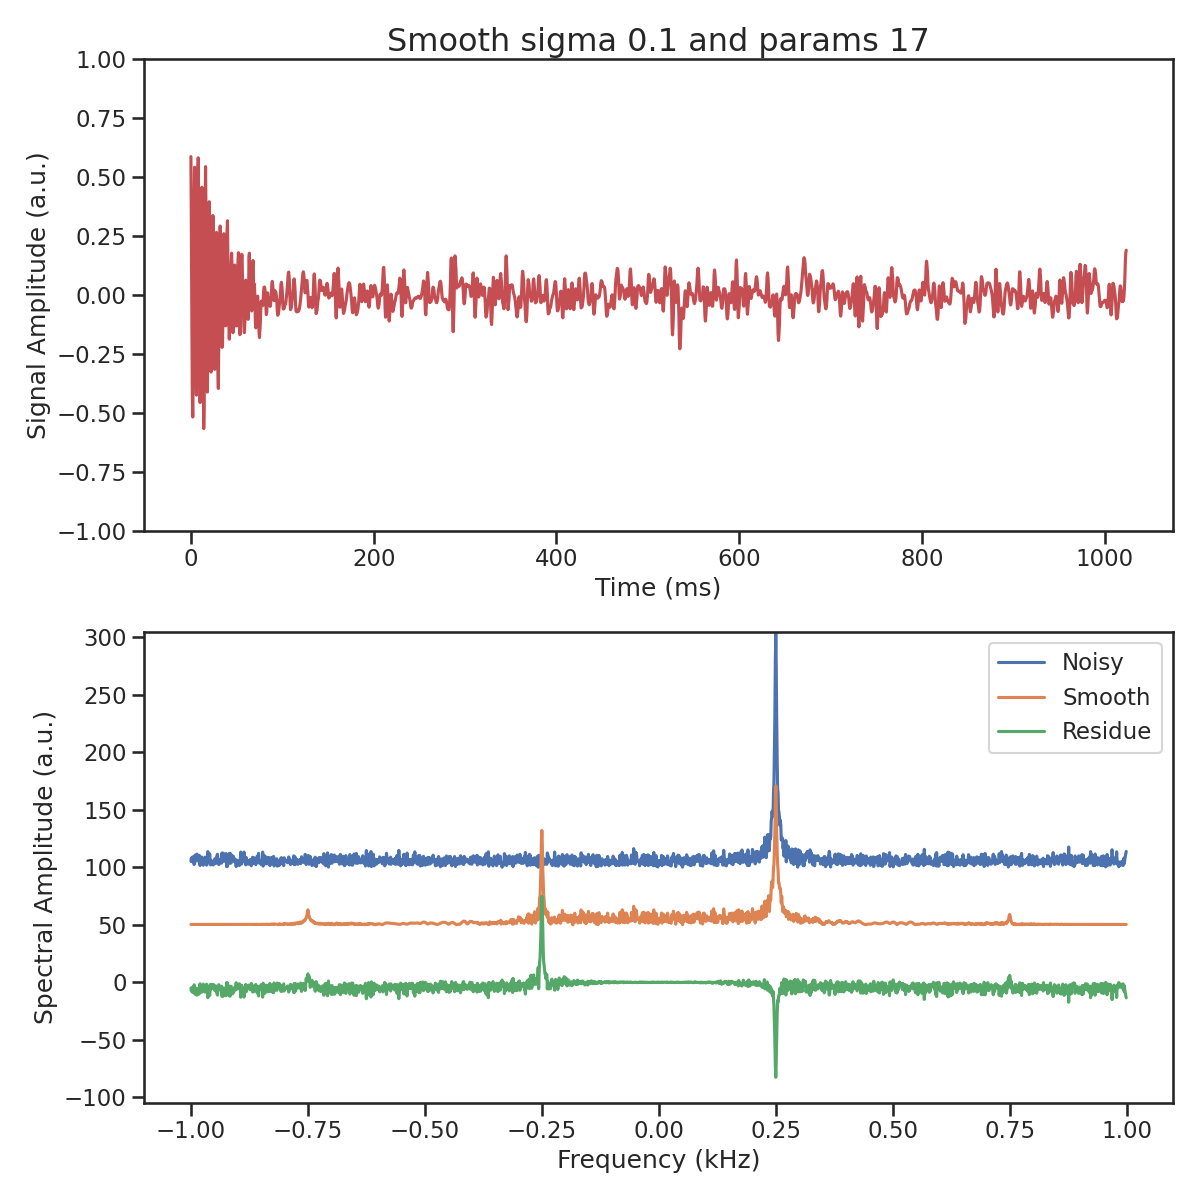 Smooth sigma 0.1 and params 17
1.00
0.75
0.50
0.25
0.00
−0.25
−0.50
−0.75
−1.00
Signal Amplitude (a.u.)
0 200 400 600 800 1000
Time (ms)
300
250
200
150
100
50
0
−50
−100
Spectral Amplitude (a.u.)
Noisy
Smooth
Residue
−1.00 −0.75 −0.50 −0.25 0.00 0.25 0.50 0.75 1.00
Frequency (kHz)